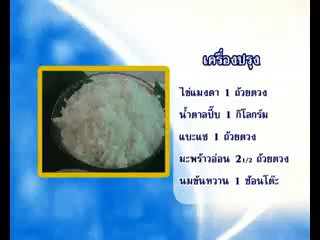 เครื่องปรุง
ไข่แมงดา 1 ถ้วยตวง
น้ำตาลปี๊บ 1 กิโลกรัม
แบะแซ 1 ถ้วยตวง
มะพร้าวอ่อน 2 1/2 ถ้วยตวง
นมข้นหวาน 1 ช้อนโต๊ะ